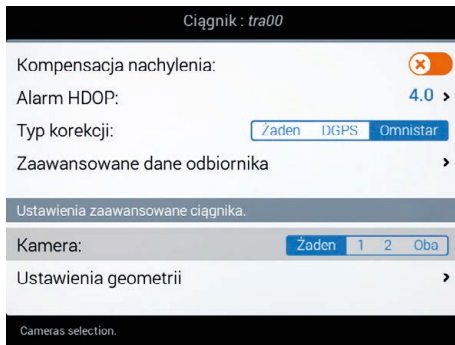 Ciągnik : tra00
Kompensacja nachylenia:
Alarm HDOP: 4.0 >
Typ korekcji: Żaden DGPS Omnistar
Zaawansowane dane odbiornika >
Ustawienia zaawansowane ciągnika.
Kamera: Żaden 1 2 Oba
Ustawienia geometrii >
Cameras selection.